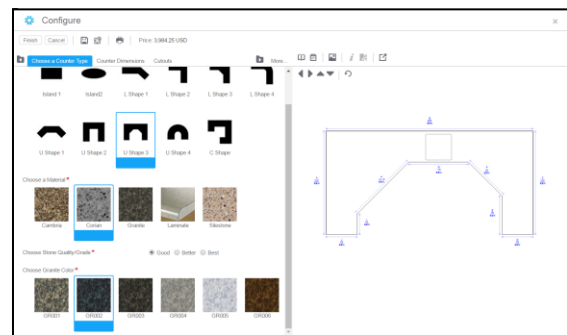 Configure
Finish Cancel Price: 3,984.25 USD
Choose a Counter Type Counter Dimensions Cutouts More...
Island 1 Island2 L Shape 1 L Shape 2 L Shape 3 L Shape 4
U Shape 1 U Shape 2 U Shape 3 U Shape 4 C Shape
Choose a Material *
Cambria Corian Granite Laminate Silestone
Choose Stone Quality/Grade * Good Better Best
Choose Granite Color *
GR001 GR002 GR003 GR004 GR005 GR006